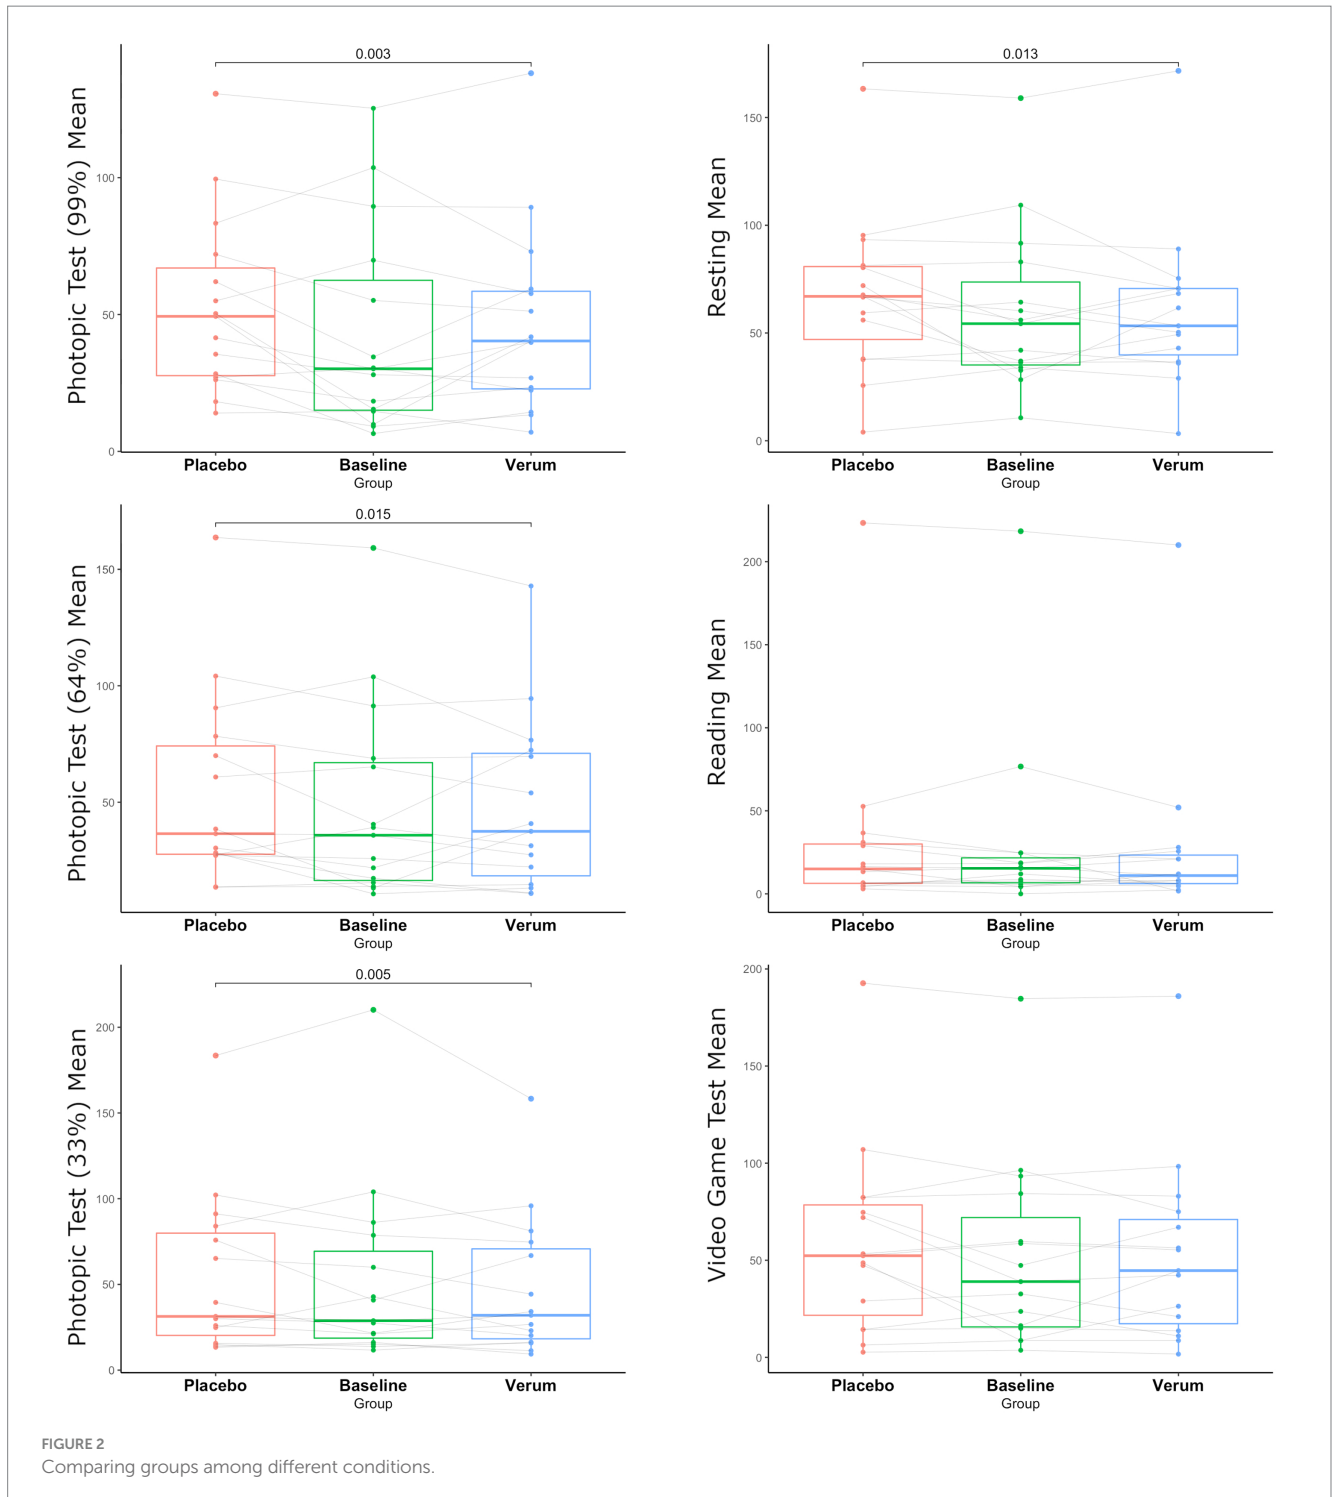 0.003
Photopic Test (99%) Mean
100
50
0
Placebo Baseline Verum
Group
0.013
Resting Mean
150
100
50
0
Placebo Baseline Verum
Group
0.015
Photopic Test (64%) Mean
150
100
50
Placebo Baseline Verum
Group
Reading Mean
200
150
100
50
0
Placebo Baseline Verum
Group
0.005
Photopic Test (33%) Mean
200
150
100
50
0
Placebo Baseline Verum
Group
Video Game Test Mean
200
150
100
50
0
Placebo Baseline Verum
Group
FIGURE 2
Comparing groups among different conditions.